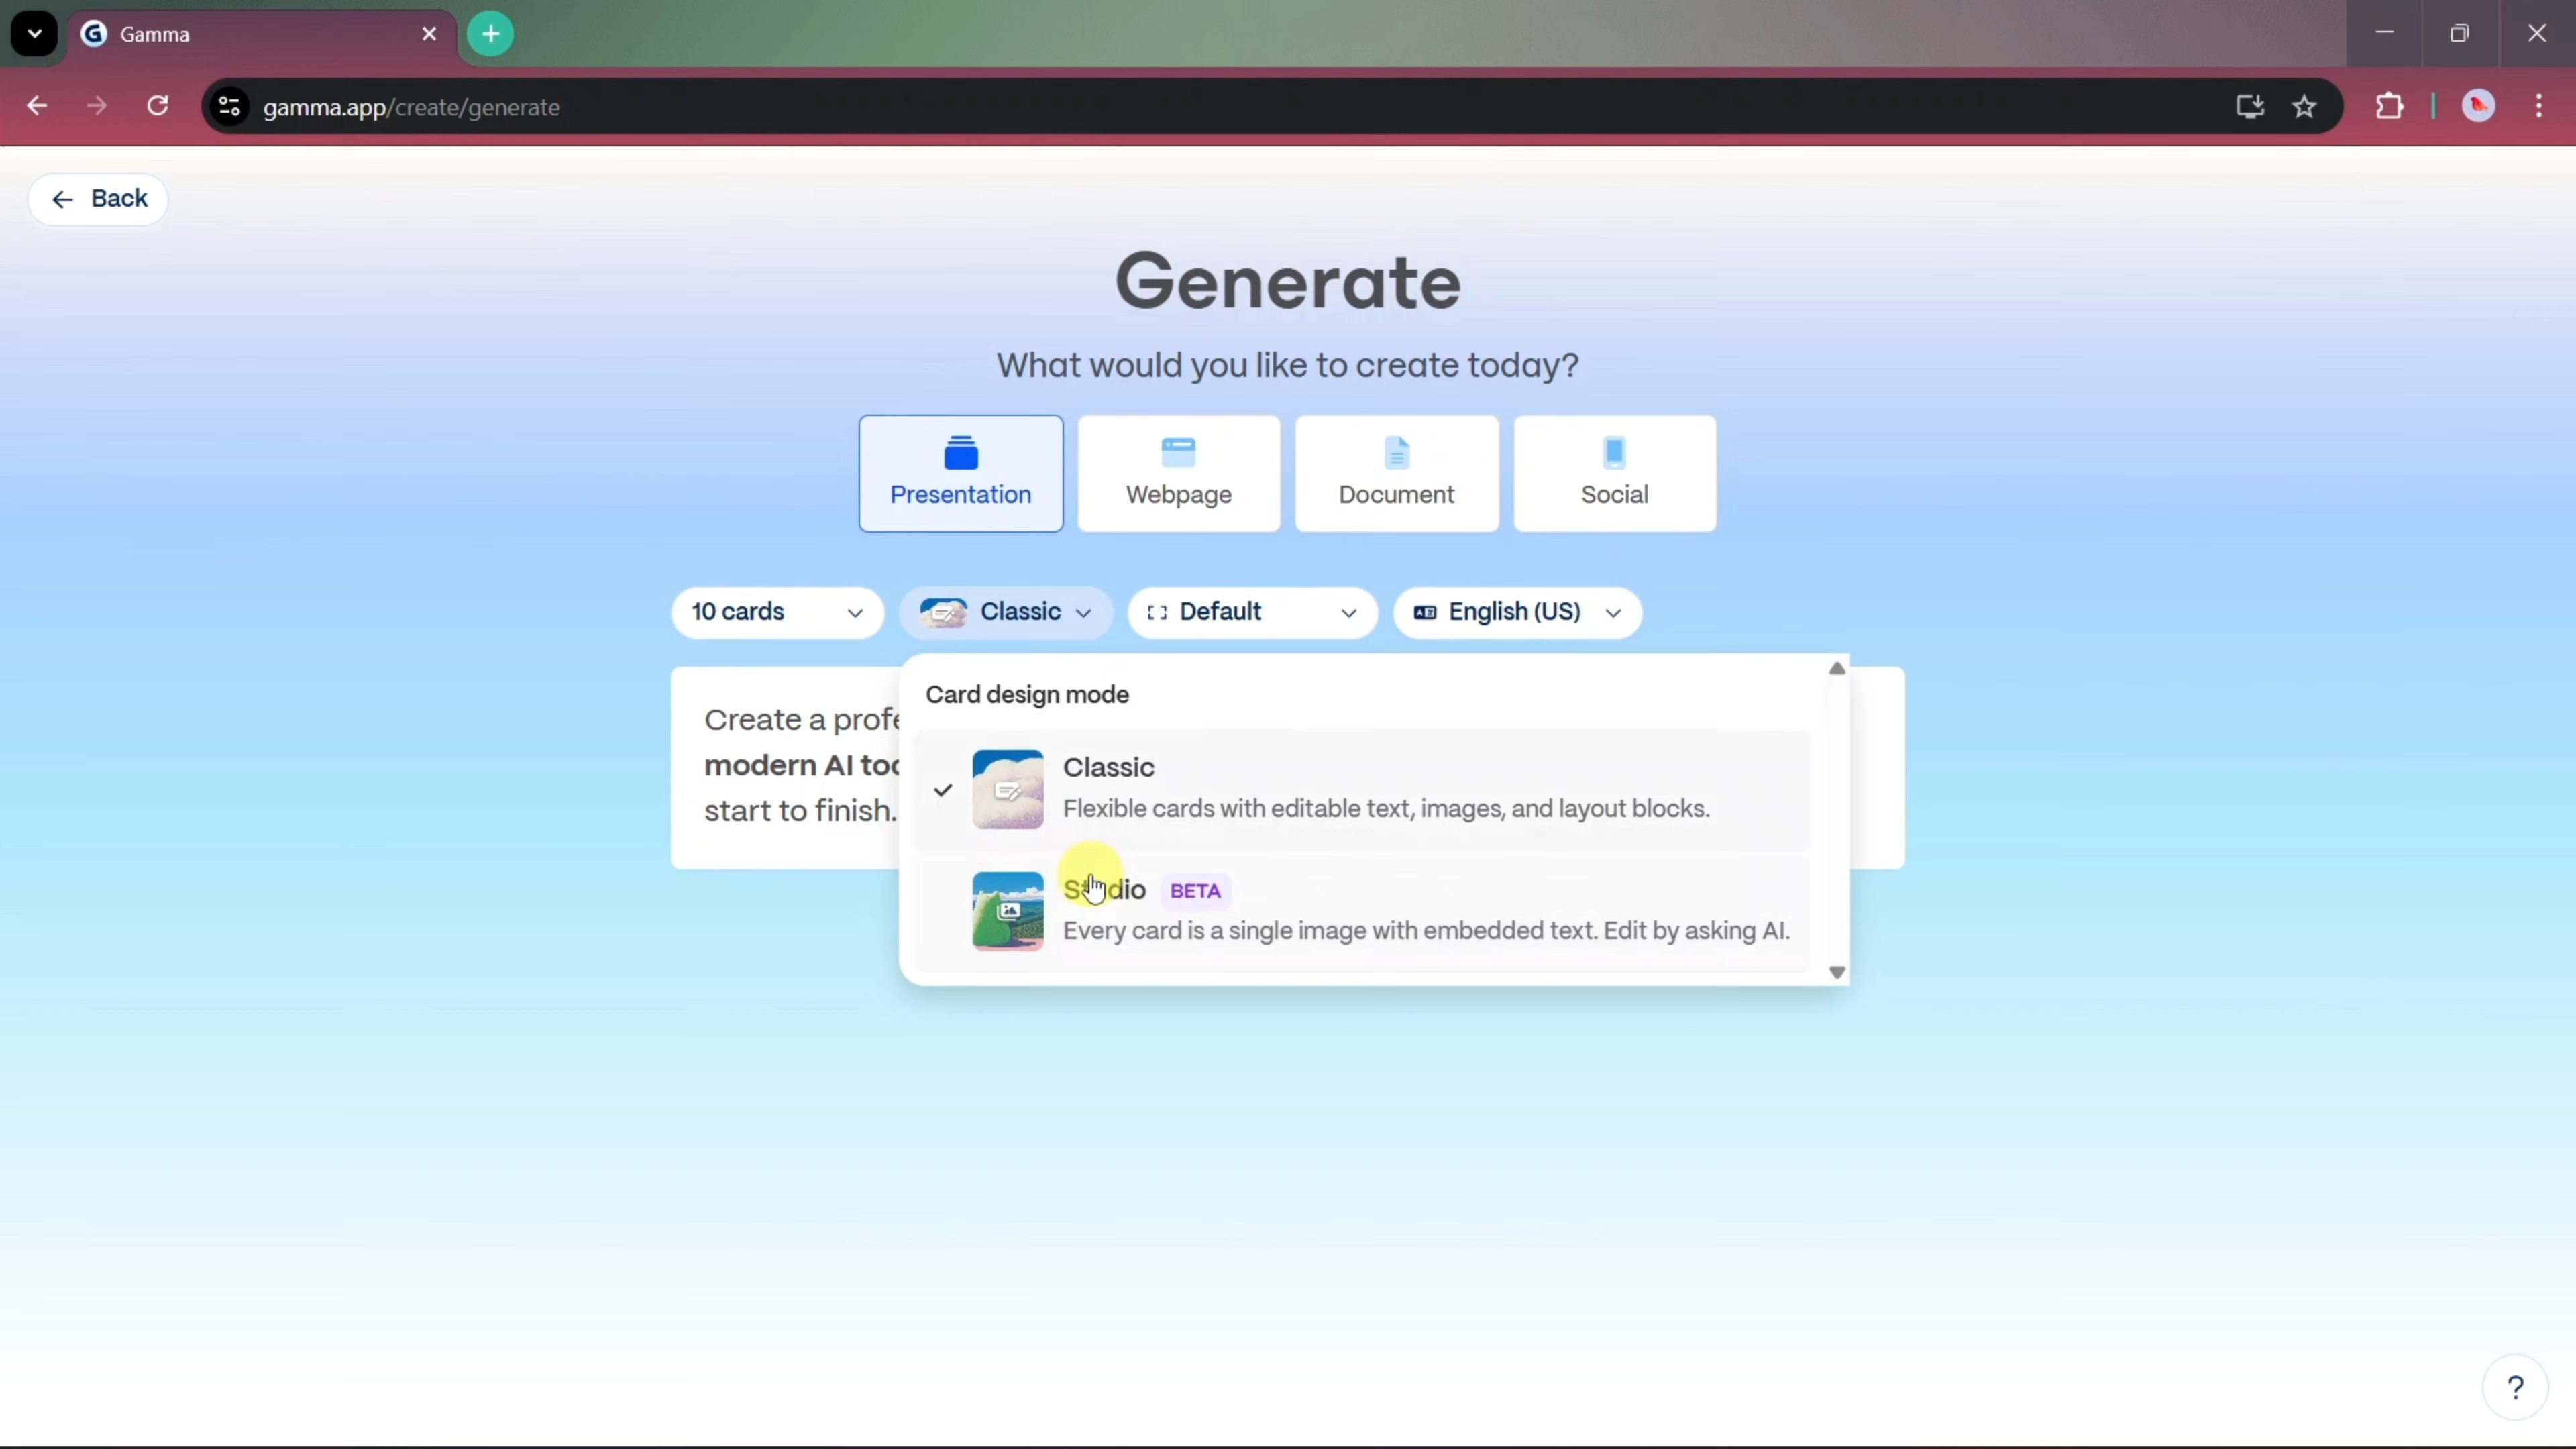 Gamma
gamma.app/create/generate
Back
Generate
What would you like to create today?
Presentation
Webpage
Document
Social
10 cards
Classic
Default
English (US)
Create a
modern AI
start to finish.
Card design mode
Classic
Flexible cards with editable text, images, and layout blocks.
Studio BETA
Every card is a single image with embedded text. Edit by asking AI.
?